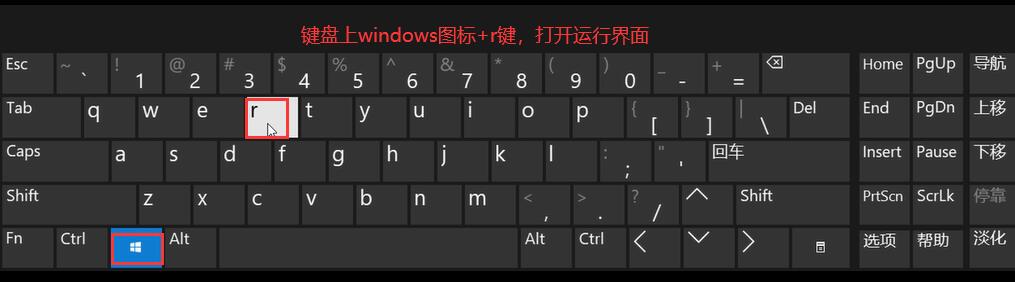 键盘上windows图标+r键，打开运行界面
Esc ~ ` ! 1 @ 2 # 3 $ 4 % 5 ^ 6 & 7 * 8 ( 9 ) 0 _ - + = Home PgUp 导航
Tab q w e r t y u i o p { [ } ] | \ Del End PgDn 上移
Caps a s d f g h j k l : ; " ' 回车 Insert Pause 下移
Shift z x c v b n m < , > . ? / Shift PrtScn ScrLk 停靠
Fn Ctrl Alt Alt Ctrl 选项 帮助 淡化